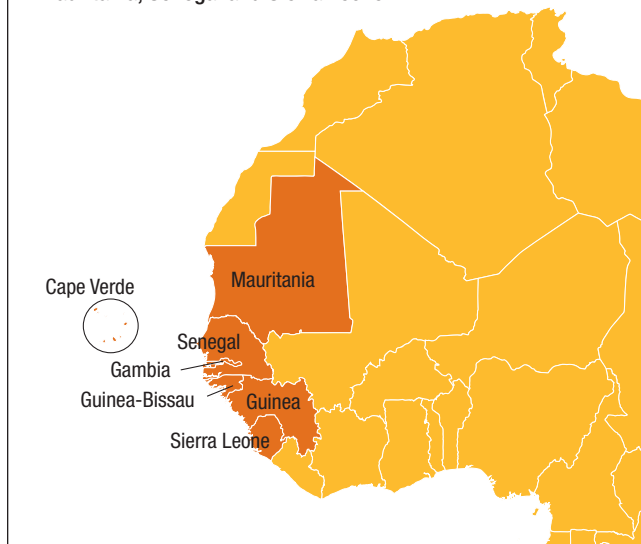 Mauritania
Cape Verde
Senegal
Gambia
Guinea-Bissau
Guinea
Sierra Leone